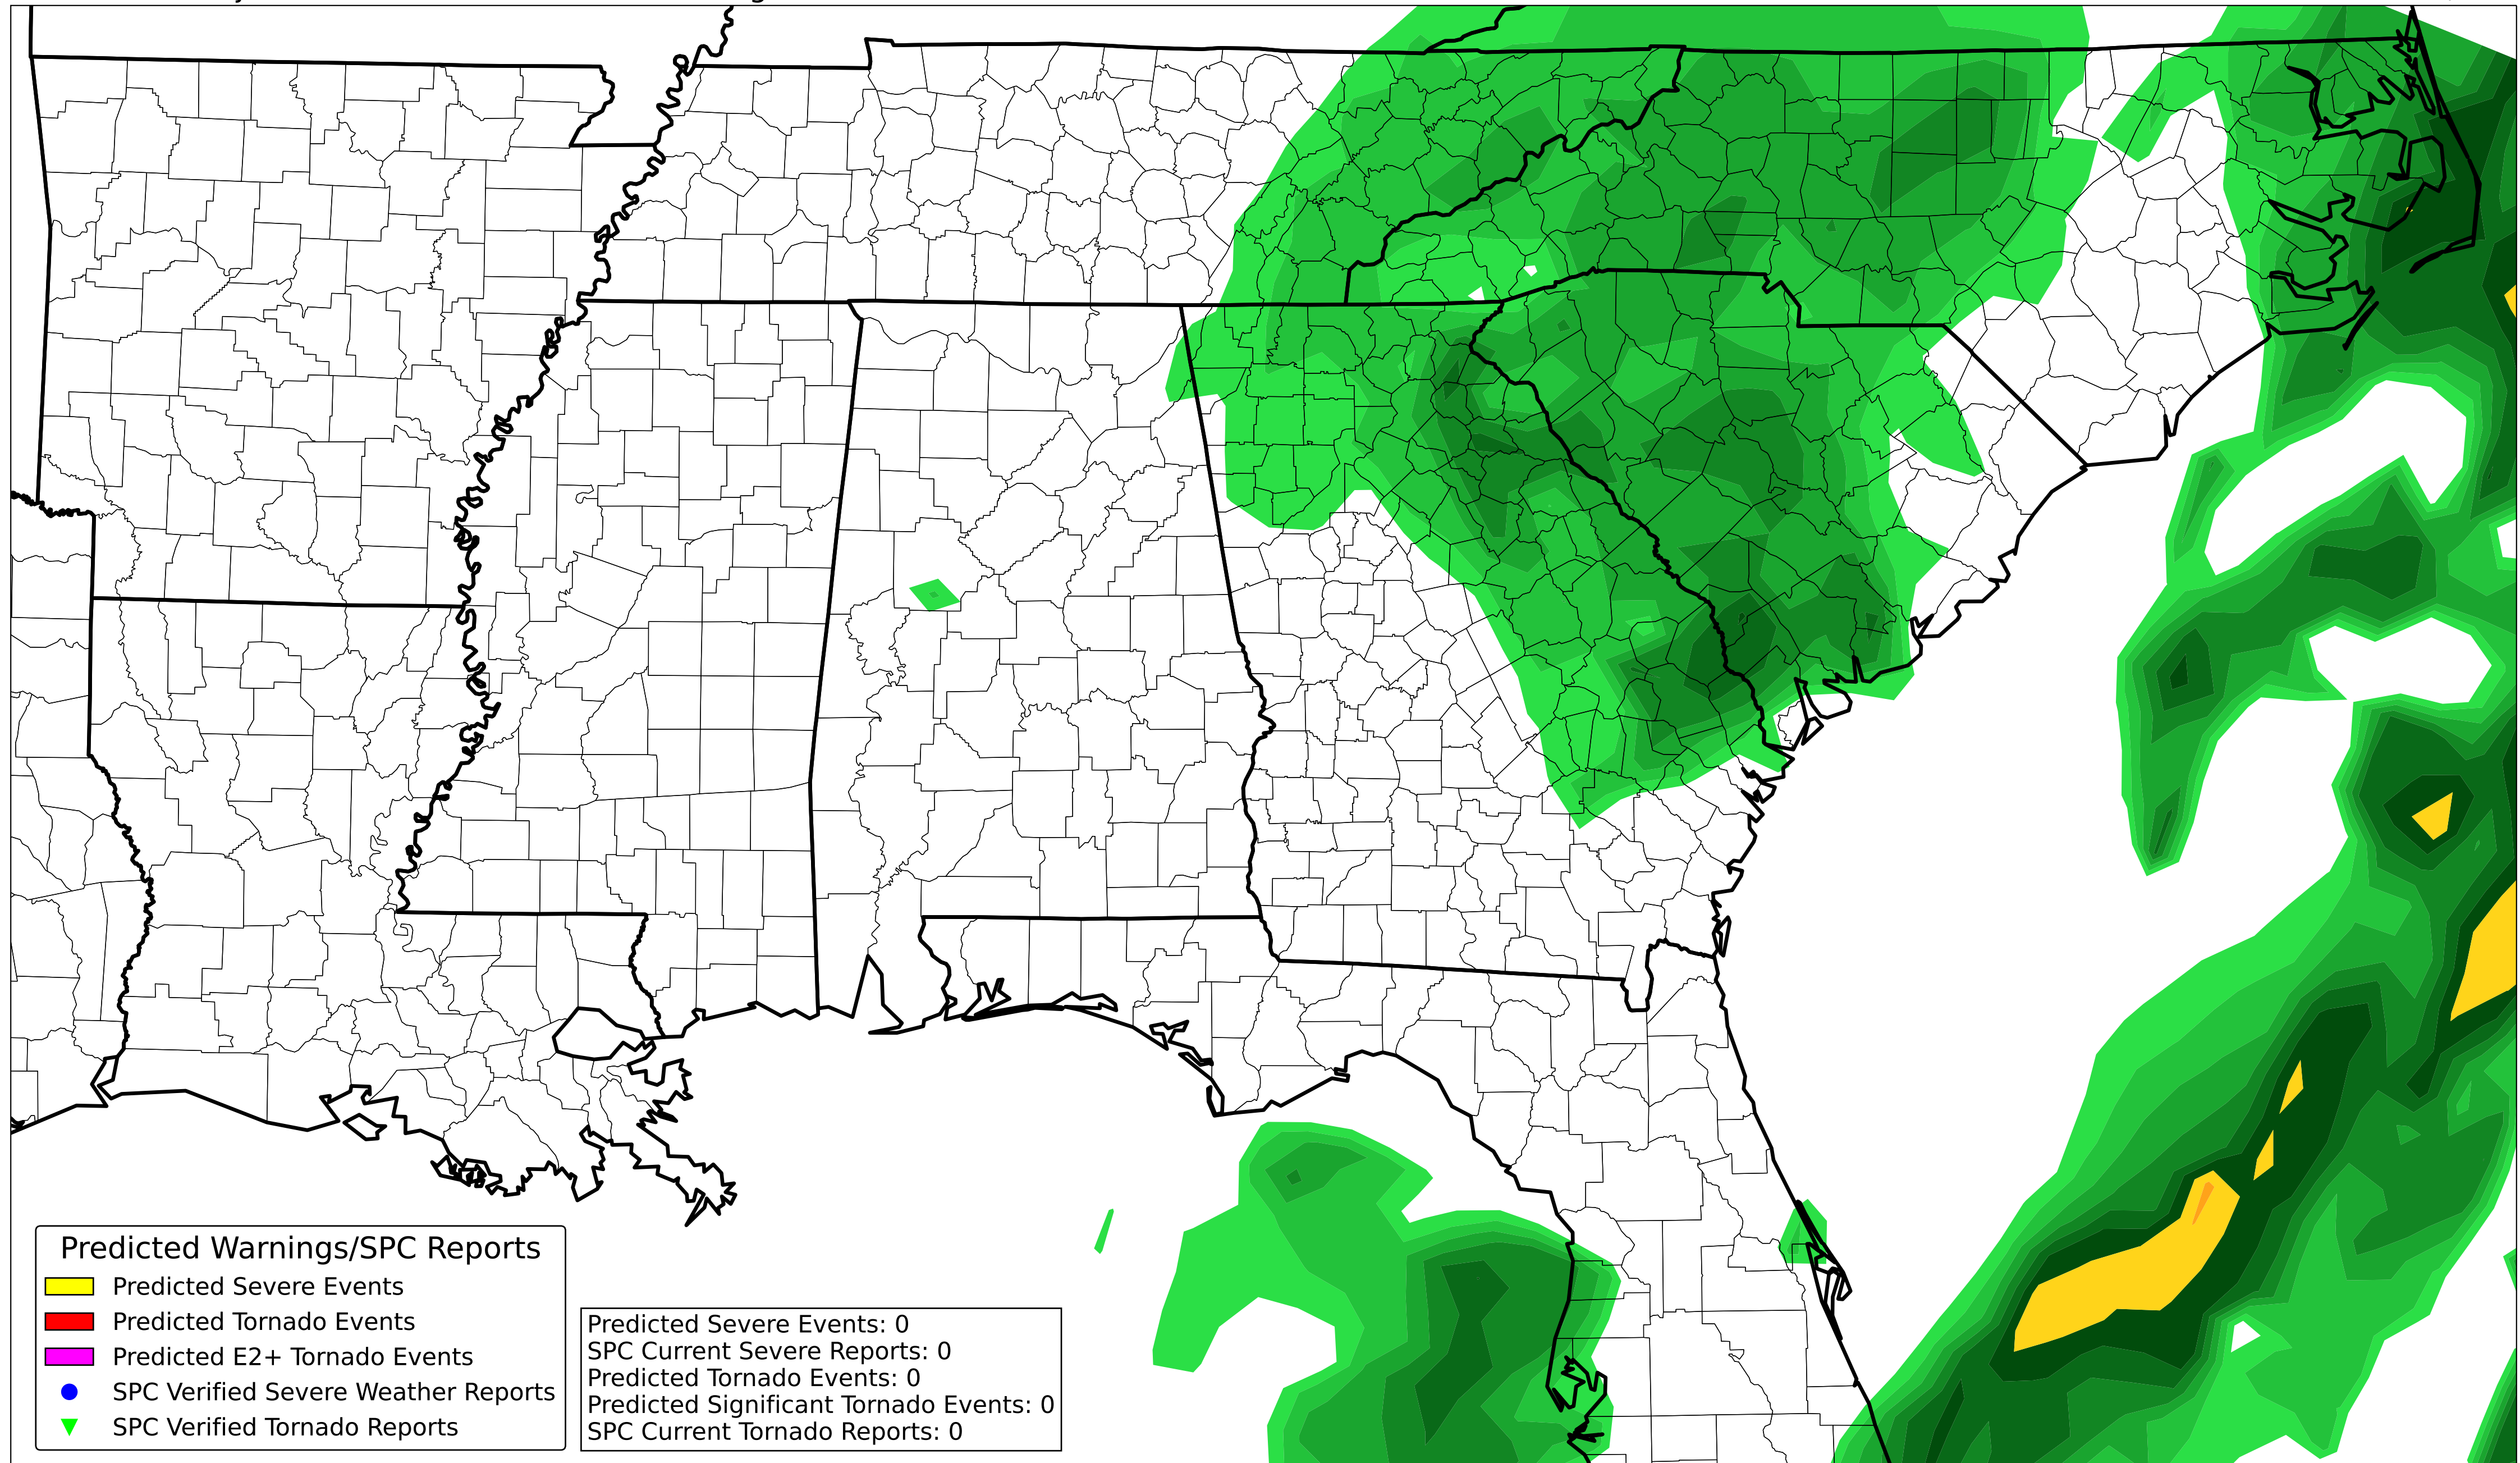 Predicted Warnings/SPC Reports
Predicted Severe Events
Predicted Tornado Events
Predicted E2+ Tornado Events
SPC Verified Severe Weather Reports
SPC Verified Tornado Reports
Predicted Severe Events: 0
SPC Current Severe Reports: 0
Predicted Tornado Events: 0
Predicted Significant Tornado Events: 0
SPC Current Tornado Reports: 0